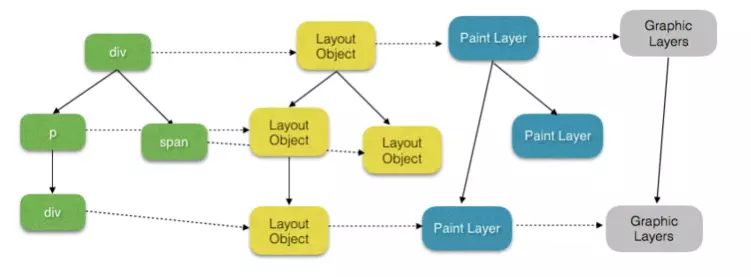 div
Layout
Object
Paint Layer
Graphic
Layers
p
span
Layout
Object
Layout
Object
Paint Layer
div
Layout
Object
Paint Layer
Graphic
Layers